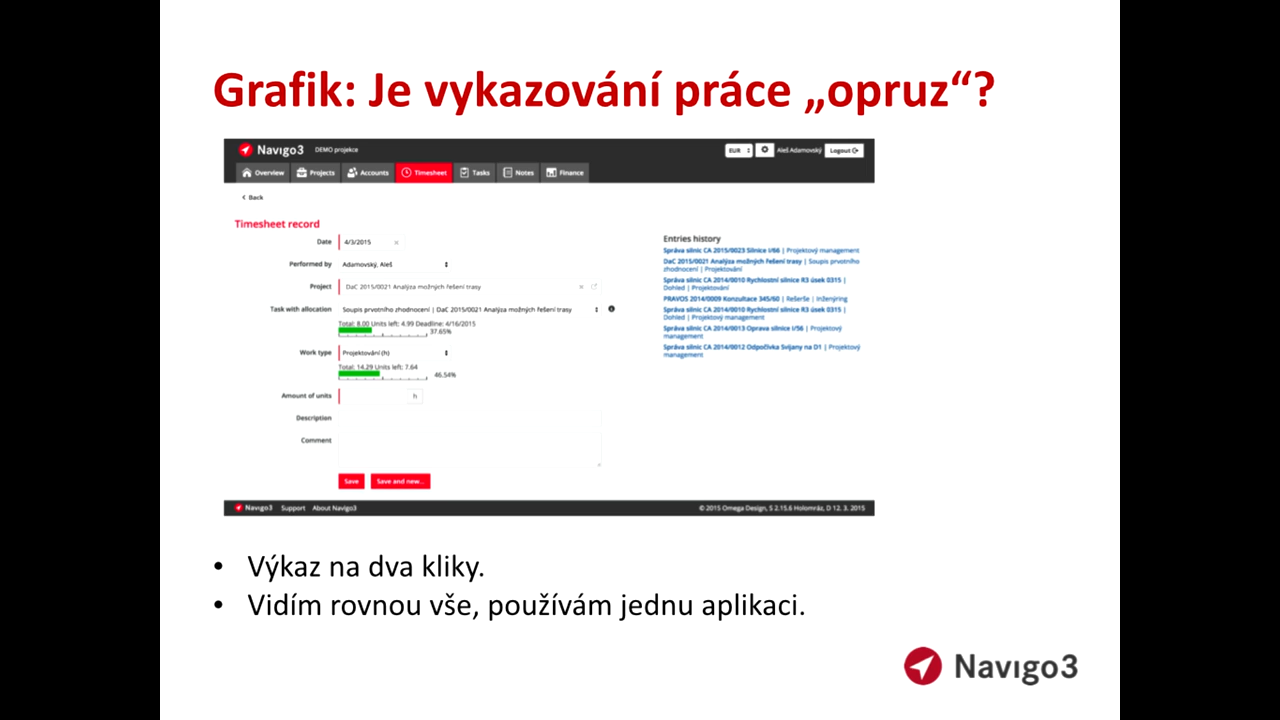 Grafik: Je vykazování práce „opruz“?
Navigo3 DEMO projekce EUR Aleš Adamovský Logout
Overview Projects Accounts Timesheet Tasks Notes Finance
Back
Timesheet record
Date 4/3/2015 ×
Performed by Adamovský, Aleš
Project DaC 2015/0021 Analýza možných řešení trasy ×
Task with allocation Soupis prvotního zhodnocení | DaC 2015/0021 Analýza možných řešení trasy
Total: 8.00 Units left: 4.99 Deadline: 4/16/2015
37.65%
Work type Projektování (h)
Total: 14.29 Units left: 7.64
46.54%
Amount of units h
Description
Comment
Save Save and new...
Entries history
Správa silnic CA 2015/0023 Silnice I/66 | Projektový management
DaC 2015/0021 Analýza možných řešení trasy | Soupis prvotního
zhodnocení | Projektování
Správa silnic CA 2014/0010 Rychlostní silnice R3 úsek 0315 |
Dohled | Projektování
PRAVOS 2014/0009 Konzultace 345/60 | Rešerše | Inženýring
Správa silnic CA 2014/0010 Rychlostní silnice R3 úsek 0315 |
Dohled | Projektový management
Správa silnic CA 2014/0013 Oprava silnice I/56 | Projektový
management
Správa silnic CA 2014/0012 Odpočívka Svijany na D1 | Projektový
management
Navigo3 Support About Navigo3 © 2015 Omega Design, S 2.15.6 Holomráz, D 12. 3. 2015
• Výkaz na dva kliky.
• Vidím rovnou vše, používám jednu aplikaci.
Navigo3